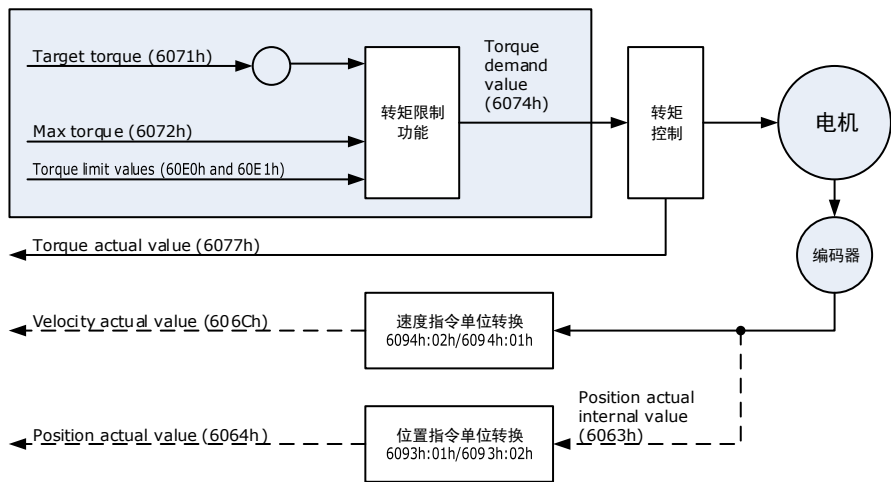 Target torque (6071h)
Max torque (6072h)
Torque limit values (60E0h and 60E1h)
转矩限制
功能
Torque
demand
value
(6074h)
转矩
控制
电机
编码器
Torque actual value (6077h)
Velocity actual value (606Ch)
速度指令单位转换
6094h:02h/6094h:01h
Position actual
internal value
(6063h)
Position actual value (6064h)
位置指令单位转换
6093h:01h/6093h:02h